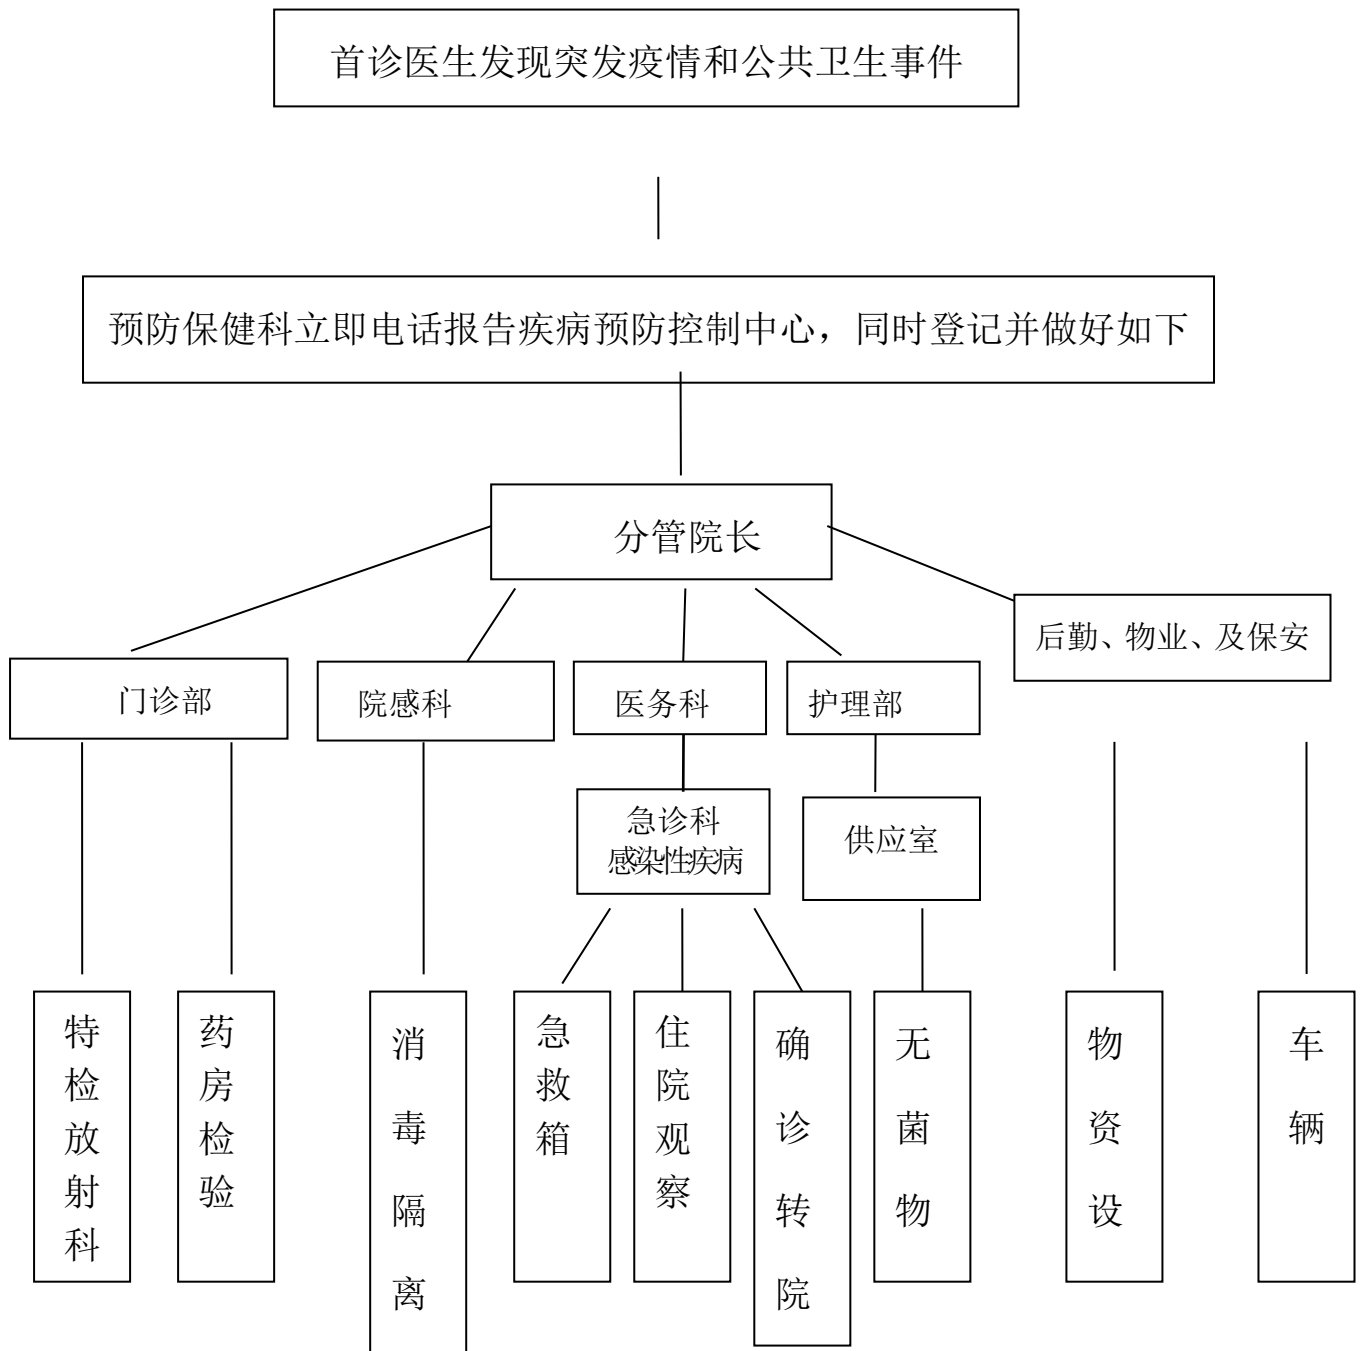 首诊医生发现突发疫情和公共卫生事件
预防保健科立即电话报告疾病预防控制中心，同时登记并做好如下
分管院长
后勤、物业、及保安
门诊部
院感科
医务科
护理部
急诊科
感染性疾病
供应室
特检放射科
药房检验
消毒隔离
急救箱
住院观察
确诊转院
无菌物
物资设
车辆